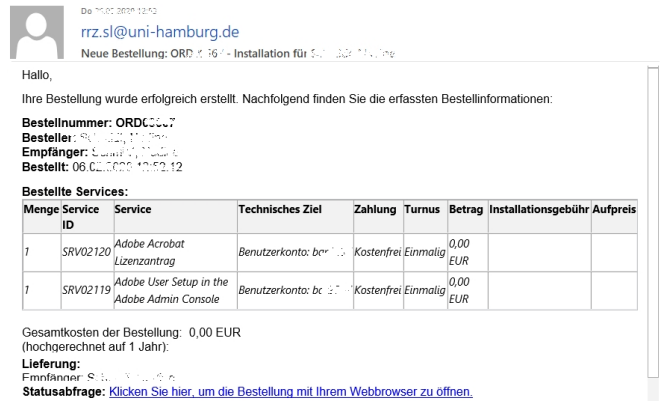 Do
rrz.sl@uni-hamburg.de
Neue Bestellung: - Installation für
Hallo,
Ihre Bestellung wurde erfolgreich erstellt. Nachfolgend finden Sie die erfassten Bestellinformationen:
Bestellnummer:
Besteller:
Empfänger:
Bestellt:
Bestellte Services:
Menge Service ID Service Technisches Ziel Zahlung Turnus Betrag Installationsgebühr Aufpreis
1 SRV02120 Adobe Acrobat Lizenzantrag Benutzerkonto: Kostenfrei Einmalig 0,00 EUR
1 SRV02119 Adobe User Setup in the Adobe Admin Console Benutzerkonto: Kostenfrei Einmalig 0,00 EUR
Gesamtkosten der Bestellung: 0,00 EUR
(hochgerechnet auf 1 Jahr):
Lieferung:
Empfänger:
Statusabfrage: Klicken Sie hier, um die Bestellung mit Ihrem Webbrowser zu öffnen.